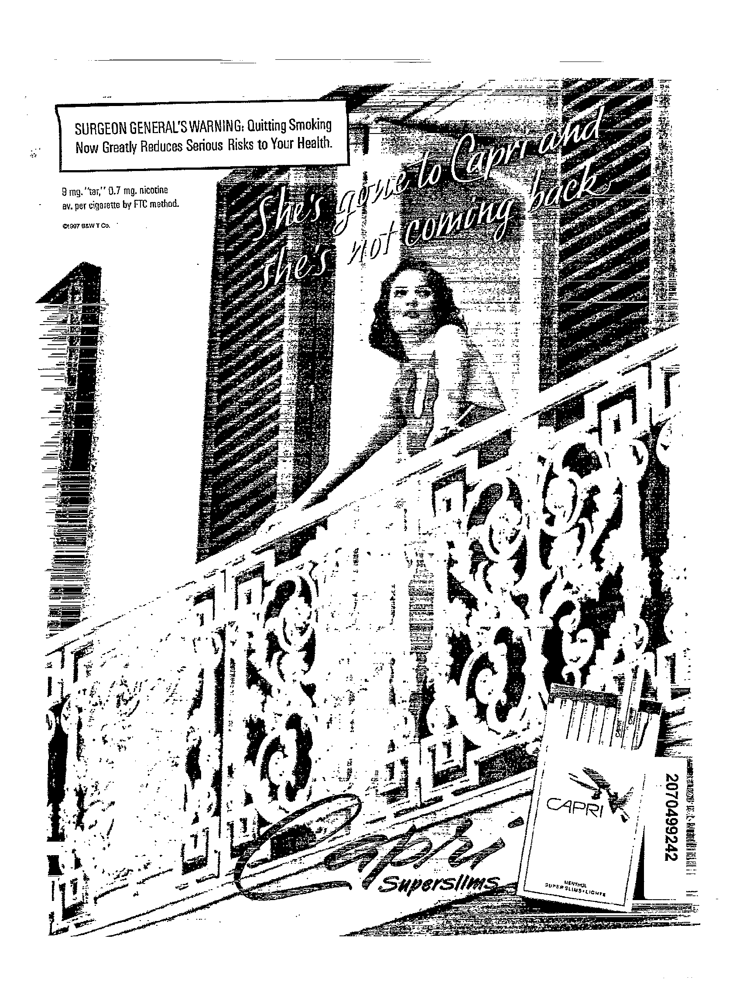 SURGEON GENERAL'S WARNING: Quitting Smoking
Now Greatly Reduces Serious Risks to Your Health.
9 mg. "tar," 0.7 mg. nicotine
av. per cigarette by FTC method.
©1997 B&W T Co.
She's gone to Capri and
she's not coming back
CAPRI
MENTHOL
SUPERSLIMS•LIGHTS
Capri
Superslims
2070499242